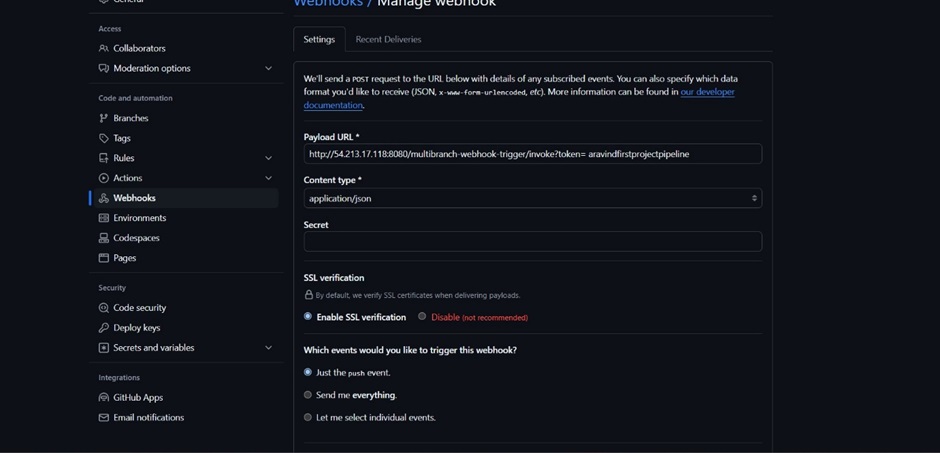 General
Access
Collaborators
Moderation options
Code and automation
Branches
Tags
Rules
Actions
Webhooks
Environments
Codespaces
Pages
Security
Code security
Deploy keys
Secrets and variables
Integrations
GitHub Apps
Email notifications
Webhooks / Manage webhook
Settings
Recent Deliveries
We'll send a POST request to the URL below with details of any subscribed events. You can also specify which data
format you'd like to receive (JSON, x-www-form-urlencoded, etc). More information can be found in our developer
documentation.
Payload URL *
http://54.213.17.118:8080/multibranch-webhook-trigger/invoke?token= aravindfirstprojectpipeline
Content type *
application/json
Secret
SSL verification
By default, we verify SSL certificates when delivering payloads.
Enable SSL verification
Disable (not recommended)
Which events would you like to trigger this webhook?
Just the push event.
Send me everything.
Let me select individual events.